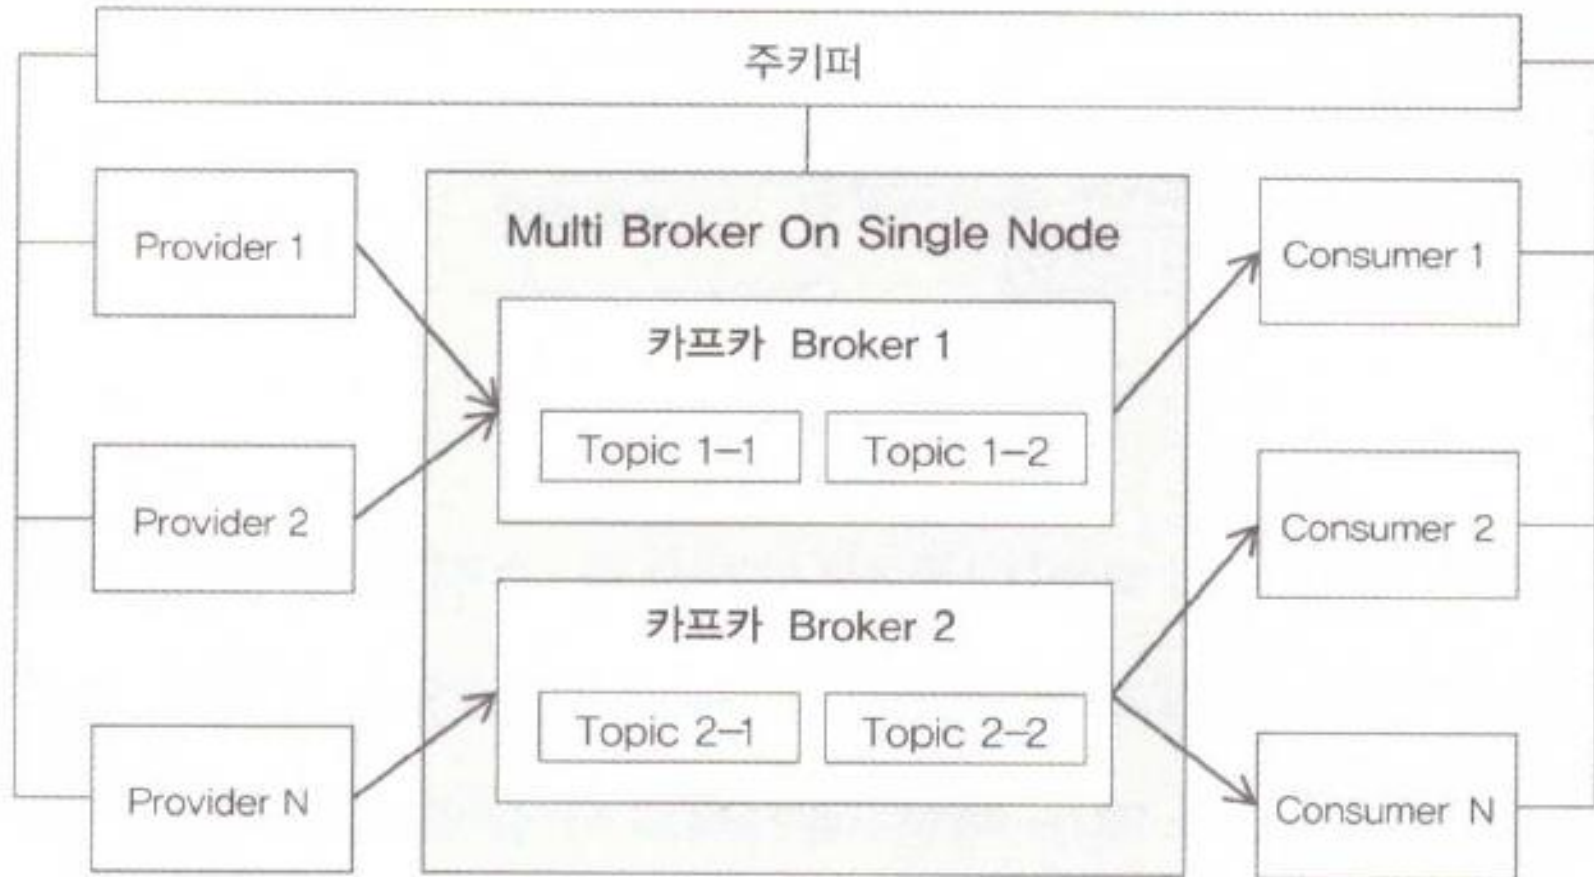 주키퍼
Provider 1
Multi Broker On Single Node
Consumer 1
카프카 Broker 1
Topic 1–1
Topic 1–2
Provider 2
Consumer 2
카프카 Broker 2
Topic 2–1
Topic 2–2
Provider N
Consumer N